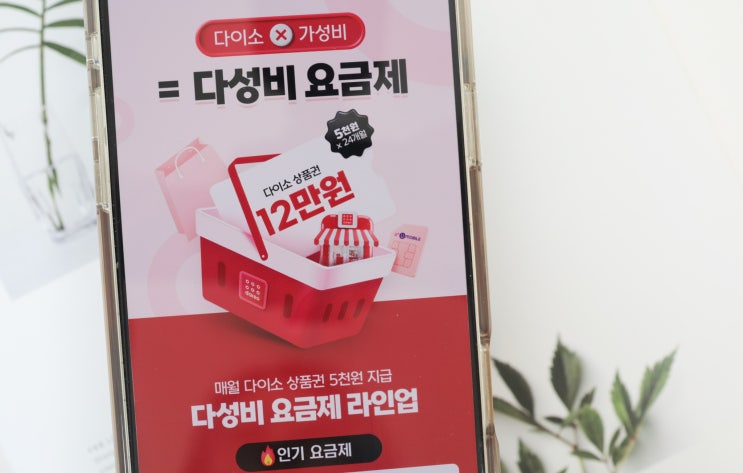 다이소 × 가성비
= 다성비 요금제
5천원
× 24개월
다이소 상품권
12만원
U MOBILE
매월 다이소 상품권 5천원 지급
다성비 요금제 라인업
인기 요금제